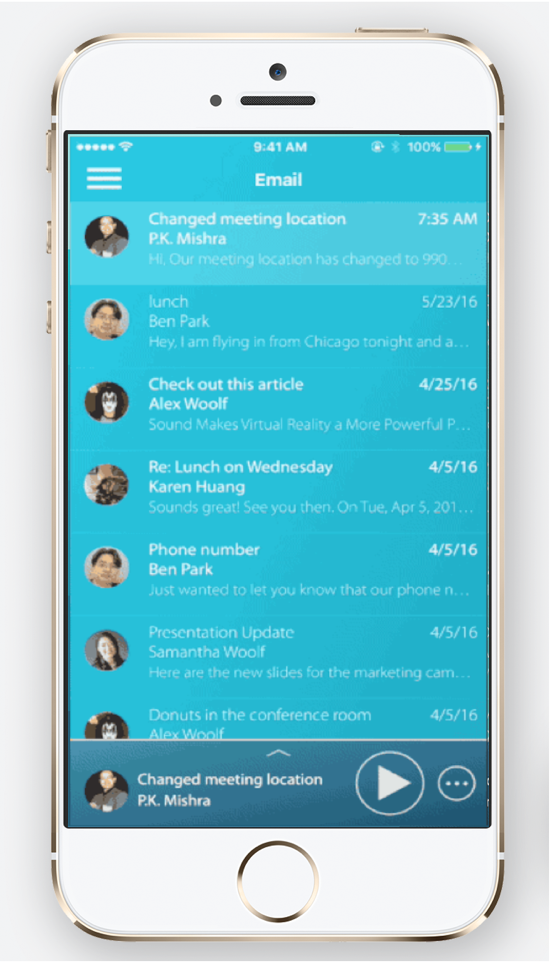 9:41 AM 100%
Email
Changed meeting location 7:35 AM
P.K. Mishra
Hi, Our meeting location has changed to 990...
lunch 5/23/16
Ben Park
Hey, I am flying in from Chicago tonight and a...
Check out this article 4/25/16
Alex Woolf
Sound Makes Virtual Reality a More Powerful P...
Re: Lunch on Wednesday 4/5/16
Karen Huang
Sounds great! See you then. On Tue, Apr 5, 201...
Phone number 4/5/16
Ben Park
Just wanted to let you know that our phone n...
Presentation Update 4/5/16
Samantha Woolf
Here are the new slides for the marketing cam...
Donuts in the conference room 4/5/16
Alex Woolf
Changed meeting location
P.K. Mishra